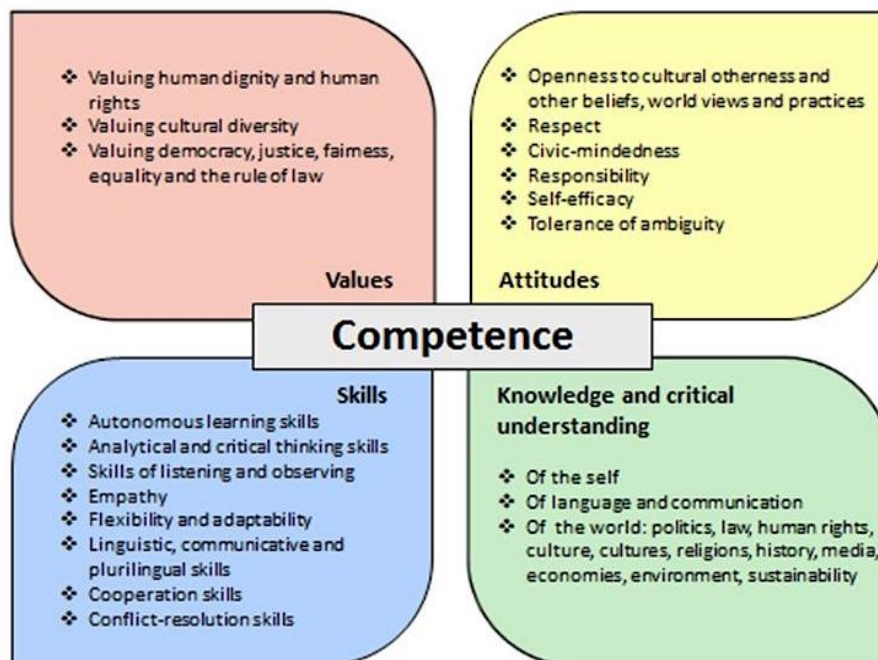 ❖ Valuing human dignity and human
rights
❖ Valuing cultural diversity
❖ Valuing democracy, justice, fairness,
equality and the rule of law
Values
❖ Openness to cultural otherness and
other beliefs, world views and practices
❖ Respect
❖ Civic-mindedness
❖ Responsibility
❖ Self-efficacy
❖ Tolerance of ambiguity
Attitudes
Competence
Skills
❖ Autonomous learning skills
❖ Analytical and critical thinking skills
❖ Skills of listening and observing
❖ Empathy
❖ Flexibility and adaptability
❖ Linguistic, communicative and
plurilingual skills
❖ Cooperation skills
❖ Conflict-resolution skills
Knowledge and critical
understanding
❖ Of the self
❖ Of language and communication
❖ Of the world: politics, law, human rights,
culture, cultures, religions, history, media,
economies, environment, sustainability